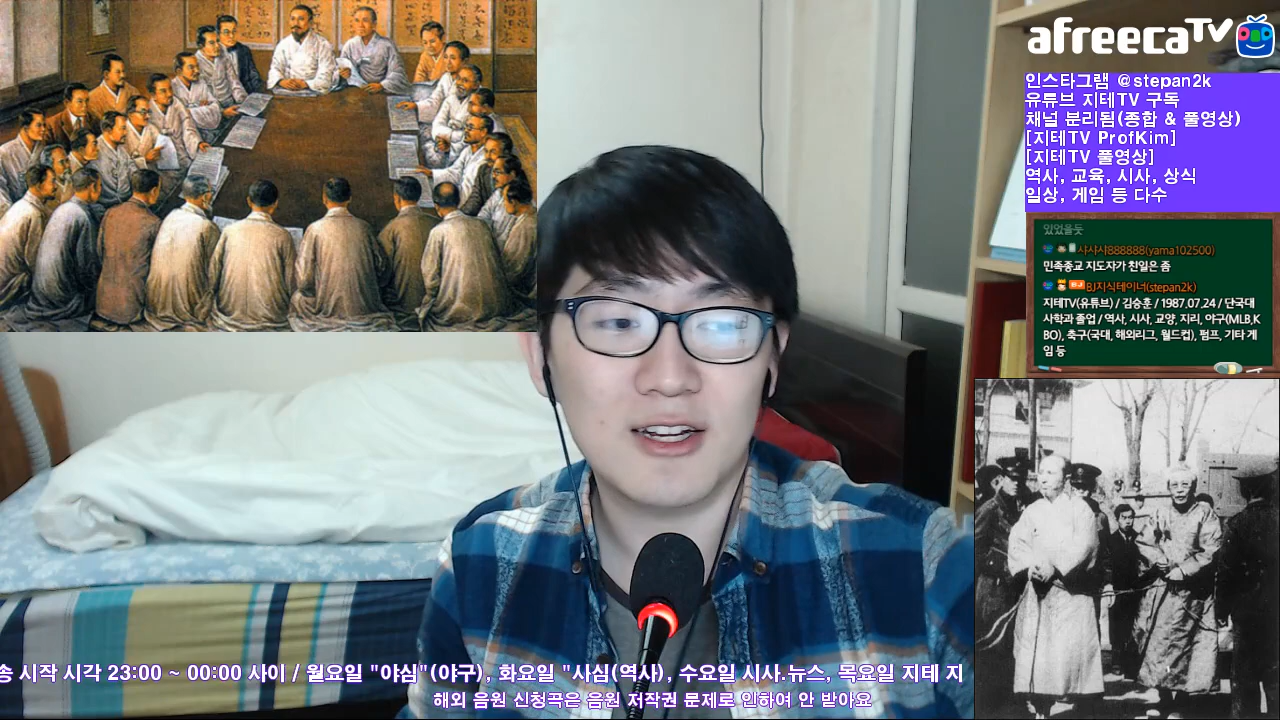 afreecaTV
인스타그램 @stepan2k
유튜브 지테TV 구독
채널 분리됨(종합 & 풀영상)
[지테TV ProfKim]
[지테TV 풀영상]
역사, 교육, 시사, 상식
일상, 게임 등 다수
있었을듯
샤샤샤888888(yama102500)
민족종교 지도자가 친일은 좀
BJ지식테이너(stepan2k)
지테TV(유튜브) / 김승훈 / 1987.07.24 / 단국대
사학과 졸업 / 역사, 시사, 교양, 지리, 야구(MLB,K
BO), 축구(국대, 해외리그, 월드컵), 펌프, 기타 게
임 등
송 시작 시각 23:00 ~ 00:00 사이 / 월요일 "야심"(야구), 화요일 "사심(역사), 수요일 시사.뉴스, 목요일 지테 지
해외 음원 신청곡은 음원 저작권 문제로 인하여 안 받아요